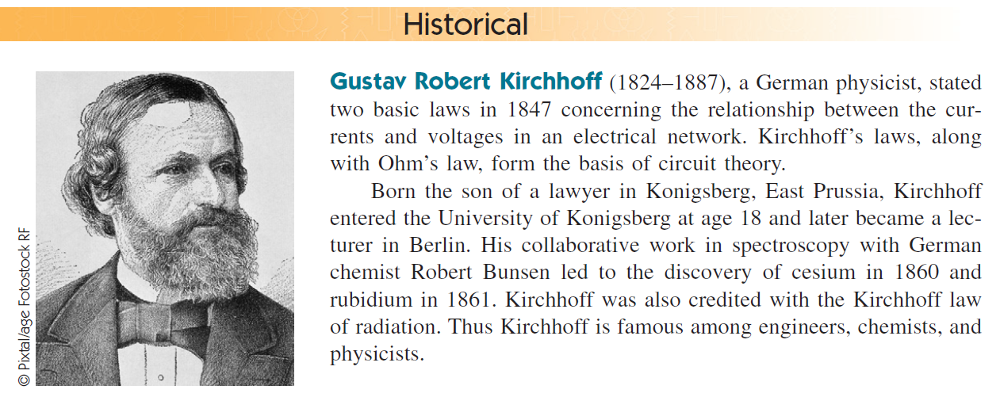 Historical
Gustav Robert Kirchhoff (1824–1887), a German physicist, stated
two basic laws in 1847 concerning the relationship between the cur-
rents and voltages in an electrical network. Kirchhoff's laws, along
with Ohm's law, form the basis of circuit theory.
Born the son of a lawyer in Konigsberg, East Prussia, Kirchhoff
entered the University of Konigsberg at age 18 and later became a lec-
turer in Berlin. His collaborative work in spectroscopy with German
chemist Robert Bunsen led to the discovery of cesium in 1860 and
rubidium in 1861. Kirchhoff was also credited with the Kirchhoff law
of radiation. Thus Kirchhoff is famous among engineers, chemists, and
physicists.
© Pixtal/age Fotostock RF